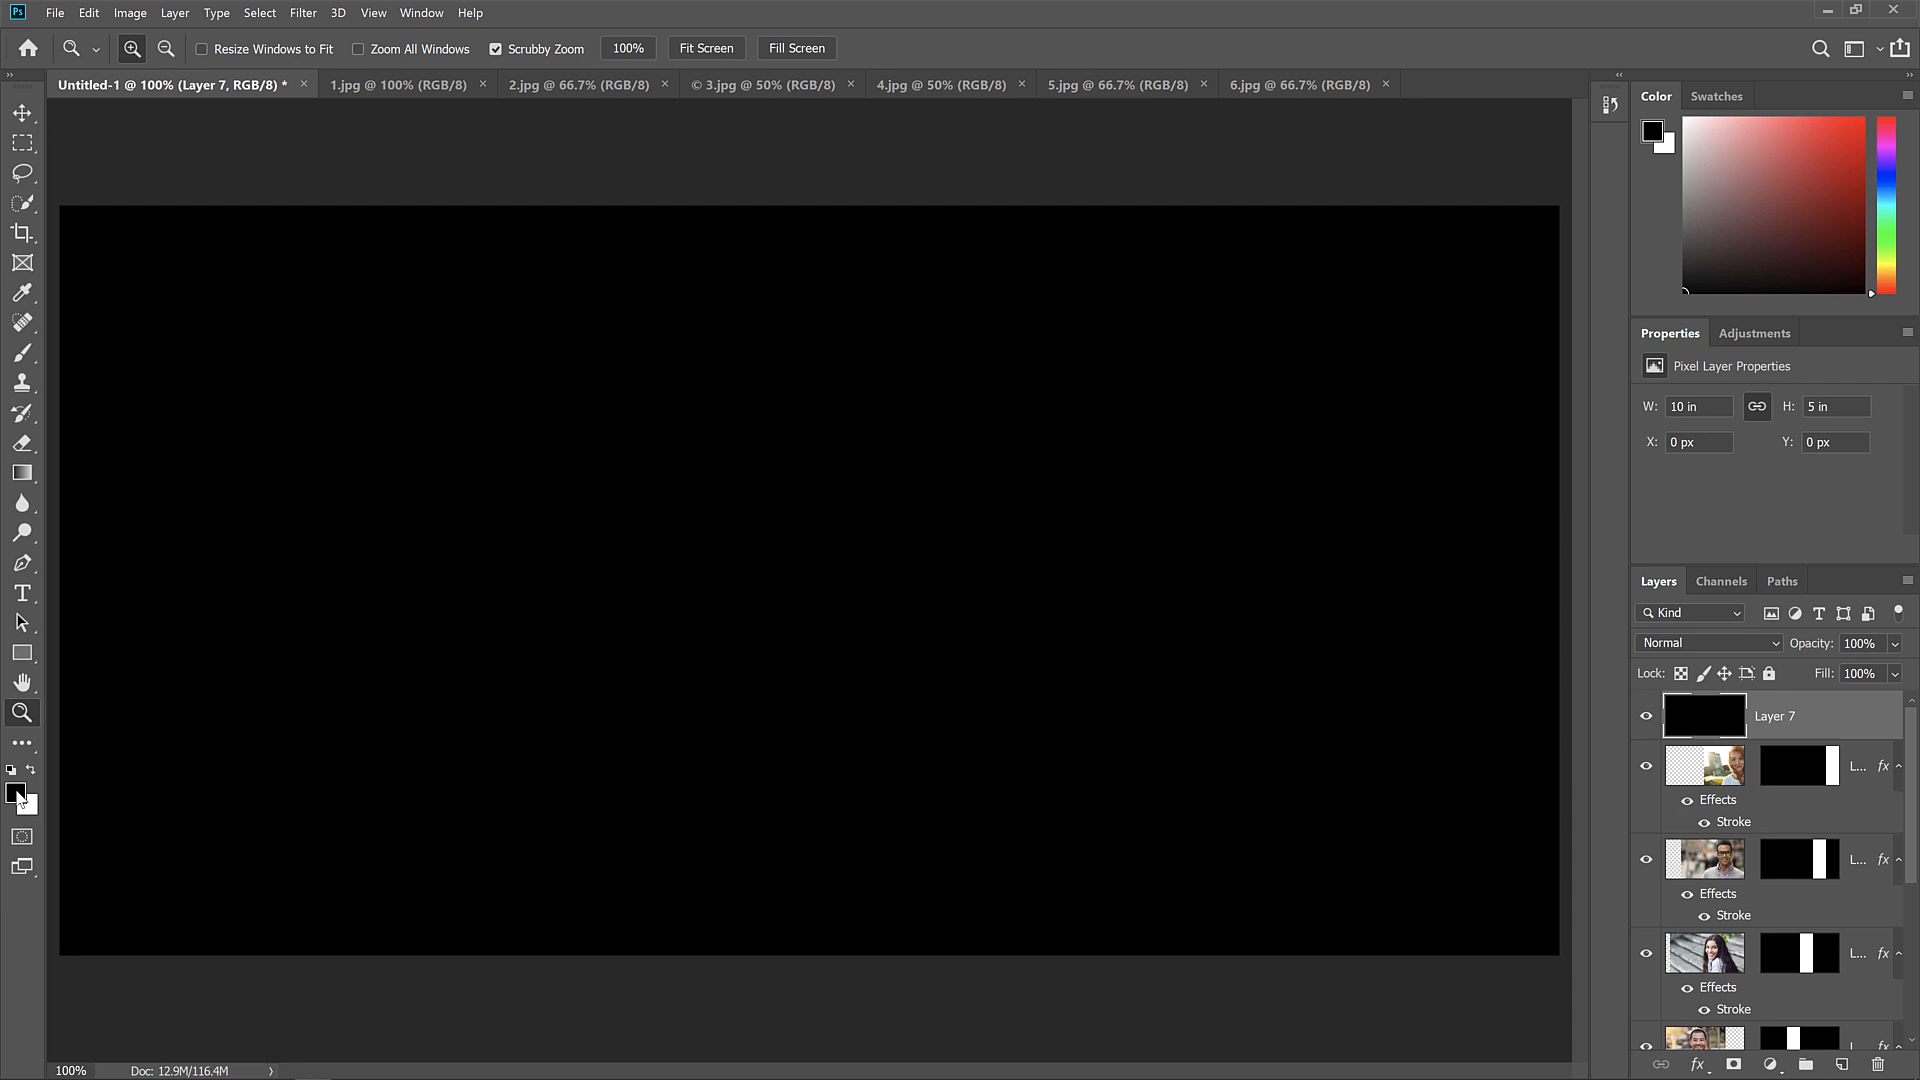 Ps File Edit Image Layer Type Select Filter 3D View Window Help
Resize Windows to Fit Zoom All Windows Scrubby Zoom 100% Fit Screen Fill Screen
Untitled-1 @ 100% (Layer 7, RGB/8) * × 1.jpg @ 100% (RGB/8) × 2.jpg @ 66.7% (RGB/8) × © 3.jpg @ 50% (RGB/8) × 4.jpg @ 50% (RGB/8) × 5.jpg @ 66.7% (RGB/8) × 6.jpg @ 66.7% (RGB/8) ×
Color Swatches
Properties Adjustments
Pixel Layer Properties
W: 10 in H: 5 in
X: 0 px Y: 0 px
Layers Channels Paths
Kind
Normal Opacity: 100%
Lock: Fill: 100%
Layer 7
L... fx
Effects
Stroke
L... fx
Effects
Stroke
L... fx
Effects
Stroke
L... fx
100% Doc: 12.9M/116.4M